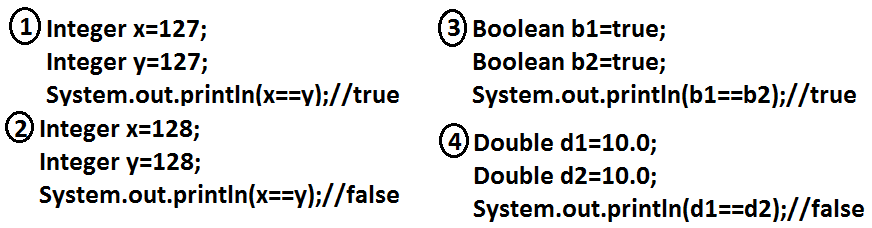 1 Integer x=127;
Integer y=127;
System.out.println(x==y);//true
2 Integer x=128;
Integer y=128;
System.out.println(x==y);//false
3 Boolean b1=true;
Boolean b2=true;
System.out.println(b1==b2);//true
4 Double d1=10.0;
Double d2=10.0;
System.out.println(d1==d2);//false